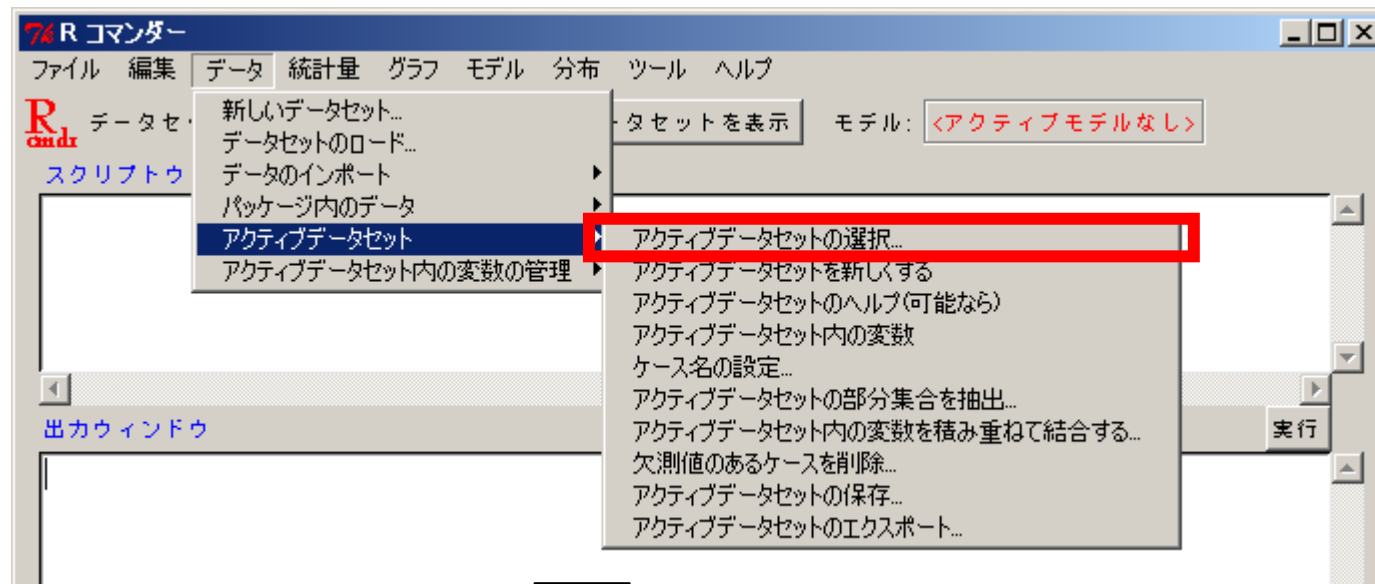 R コマンダー
ファイル 編集 データ 統計量 グラフ モデル 分布 ツール ヘルプ
R cmdr データセ タセットを表示 モデル: <アクティブモデルなし>
スクリプトウ
新しいデータセット...
データセットのロード...
データのインポート
パッケージ内のデータ
アクティブデータセット
アクティブデータセット内の変数の管理
アクティブデータセットの選択...
アクティブデータセットを新しくする
アクティブデータセットのヘルプ(可能なら)
アクティブデータセット内の変数
ケース名の設定...
アクティブデータセットの部分集合を抽出...
アクティブデータセット内の変数を積み重ねて結合する...
欠測値のあるケースを削除...
アクティブデータセットの保存...
アクティブデータセットのエクスポート...
出力ウィンドウ
実行